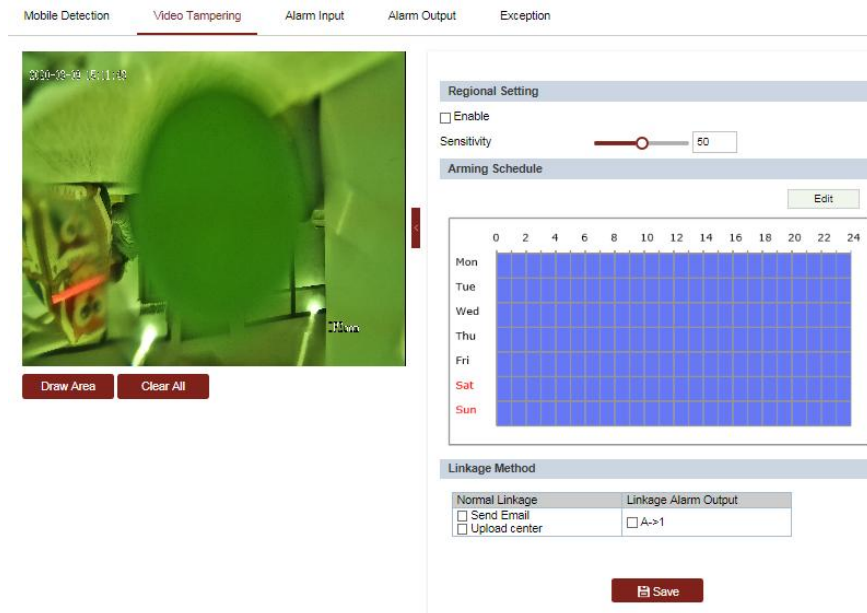 Mobile Detection Video Tampering Alarm Input Alarm Output Exception
Regional Setting
Enable
Sensitivity 50
Arming Schedule
Edit
0 2 4 6 8 10 12 14 16 18 20 22 24
Mon
Tue
Wed
Thu
Fri
Sat
Sun
Draw Area Clear All
Linkage Method
Normal Linkage Linkage Alarm Output
Send Email
Upload center
A->1
Save